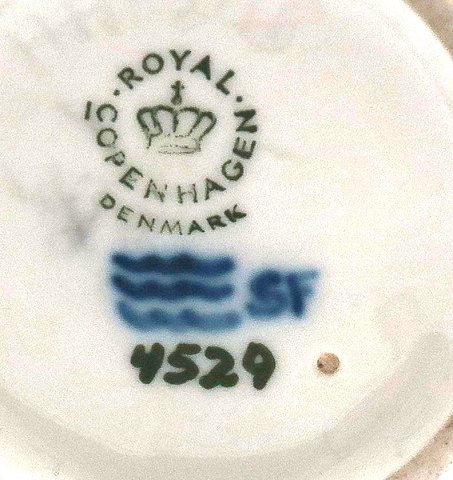 ROYAL
COPENHAGEN
DENMARK
SF
4529